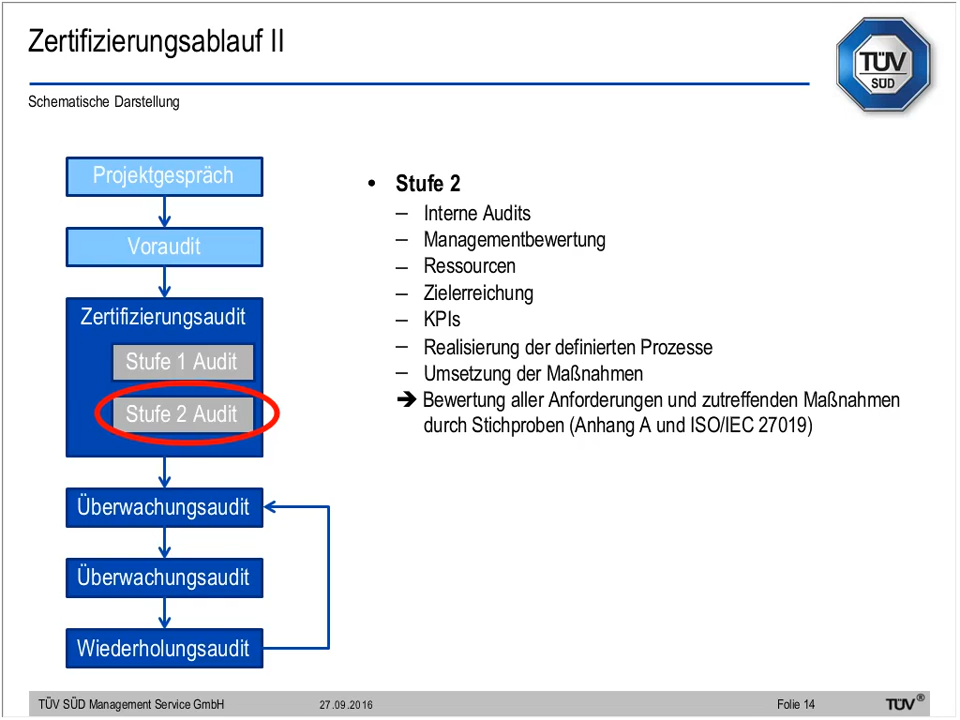 Zertifizierungsablauf II
TÜV
SÜD
Schematische Darstellung
Projektgespräch
Voraudit
Zertifizierungsaudit
Stufe 1 Audit
Stufe 2 Audit
Überwachungsaudit
Überwachungsaudit
Wiederholungsaudit
• Stufe 2
– Interne Audits
– Managementbewertung
– Ressourcen
– Zielerreichung
– KPIs
– Realisierung der definierten Prozesse
– Umsetzung der Maßnahmen
➔ Bewertung aller Anforderungen und zutreffenden Maßnahmen
durch Stichproben (Anhang A und ISO/IEC 27019)
TÜV SÜD Management Service GmbH 27.09.2016 Folie 14 TÜV®